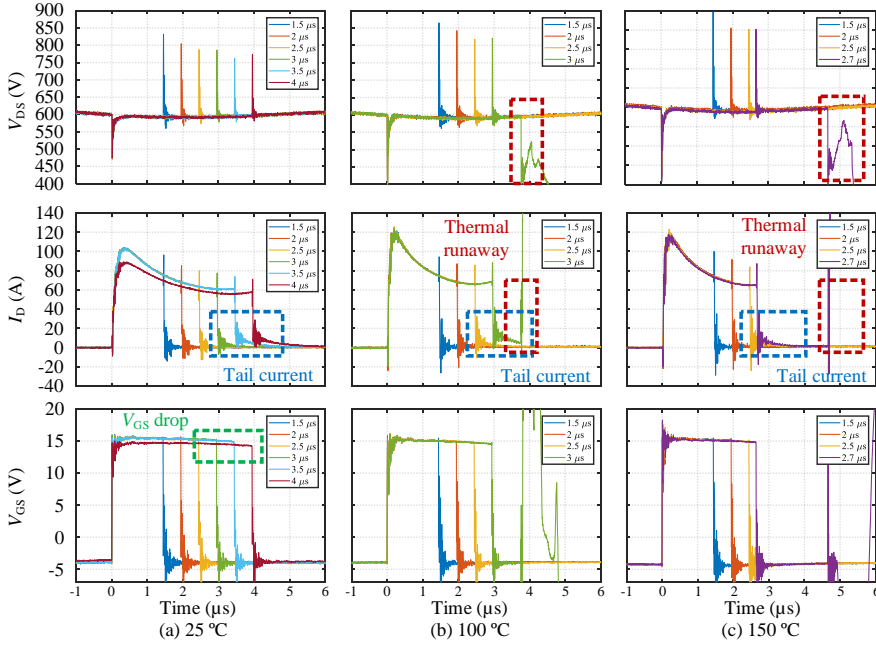 900
850
800
750
700
650
600
550
500
450
400
V_DS (V)
1.5 µs
2 µs
2.5 µs
3 µs
3.5 µs
4 µs
1.5 µs
2 µs
2.5 µs
3 µs
1.5 µs
2 µs
2.5 µs
2.7 µs
140
120
100
80
60
40
20
0
-20
-40
I_D (A)
1.5 µs
2 µs
2.5 µs
3 µs
3.5 µs
4 µs
Tail current
Thermal
runaway
1.5 µs
2 µs
2.5 µs
3 µs
Tail current
Thermal
runaway
1.5 µs
2 µs
2.5 µs
2.7 µs
Tail current
20
15
10
5
0
-5
V_GS (V)
V_GS drop
1.5 µs
2 µs
2.5 µs
3 µs
3.5 µs
4 µs
1.5 µs
2 µs
2.5 µs
3 µs
1.5 µs
2 µs
2.5 µs
2.7 µs
-1 0 1 2 3 4 5 6
-1 0 1 2 3 4 5 6
-1 0 1 2 3 4 5 6
Time (µs)
Time (µs)
Time (µs)
(a) 25 ºC
(b) 100 ºC
(c) 150 ºC